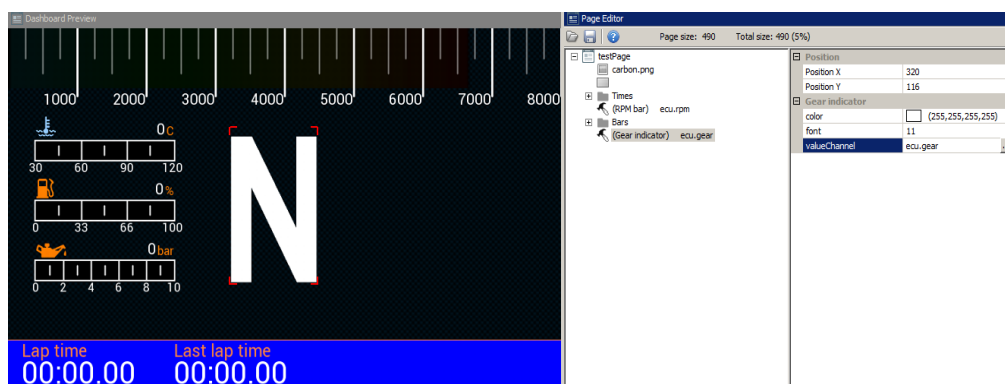 Dashboard Preview
1000 2000 3000 4000 5000 6000 7000 8000
0 c
30 60 90 120
0 %
0 33 66 100
0 bar
0 2 4 6 8 10
N
Lap time Last lap time
00:00.00 00:00.00
Page Editor
Page size: 490 Total size: 490 (5%)
testPage
carbon.png
Times
(RPM bar) ecu.rpm
Bars
(Gear indicator) ecu.gear
Position
Position X 320
Position Y 116
Gear indicator
color (255,255,255,255)
font 11
valueChannel ecu.gear